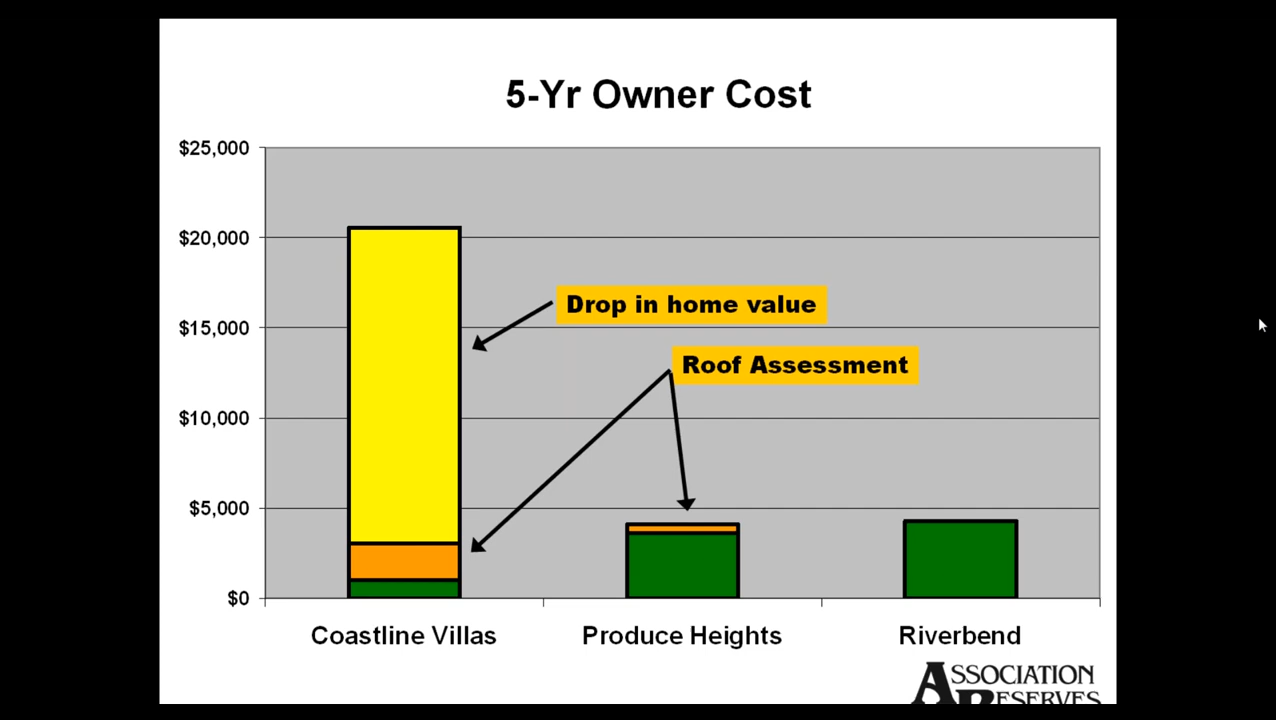 5-Yr Owner Cost
$25,000
$20,000
$15,000
$10,000
$5,000
$0
Drop in home value
Roof Assessment
Coastline Villas
Produce Heights
Riverbend
ASSOCIATION
RESERVES